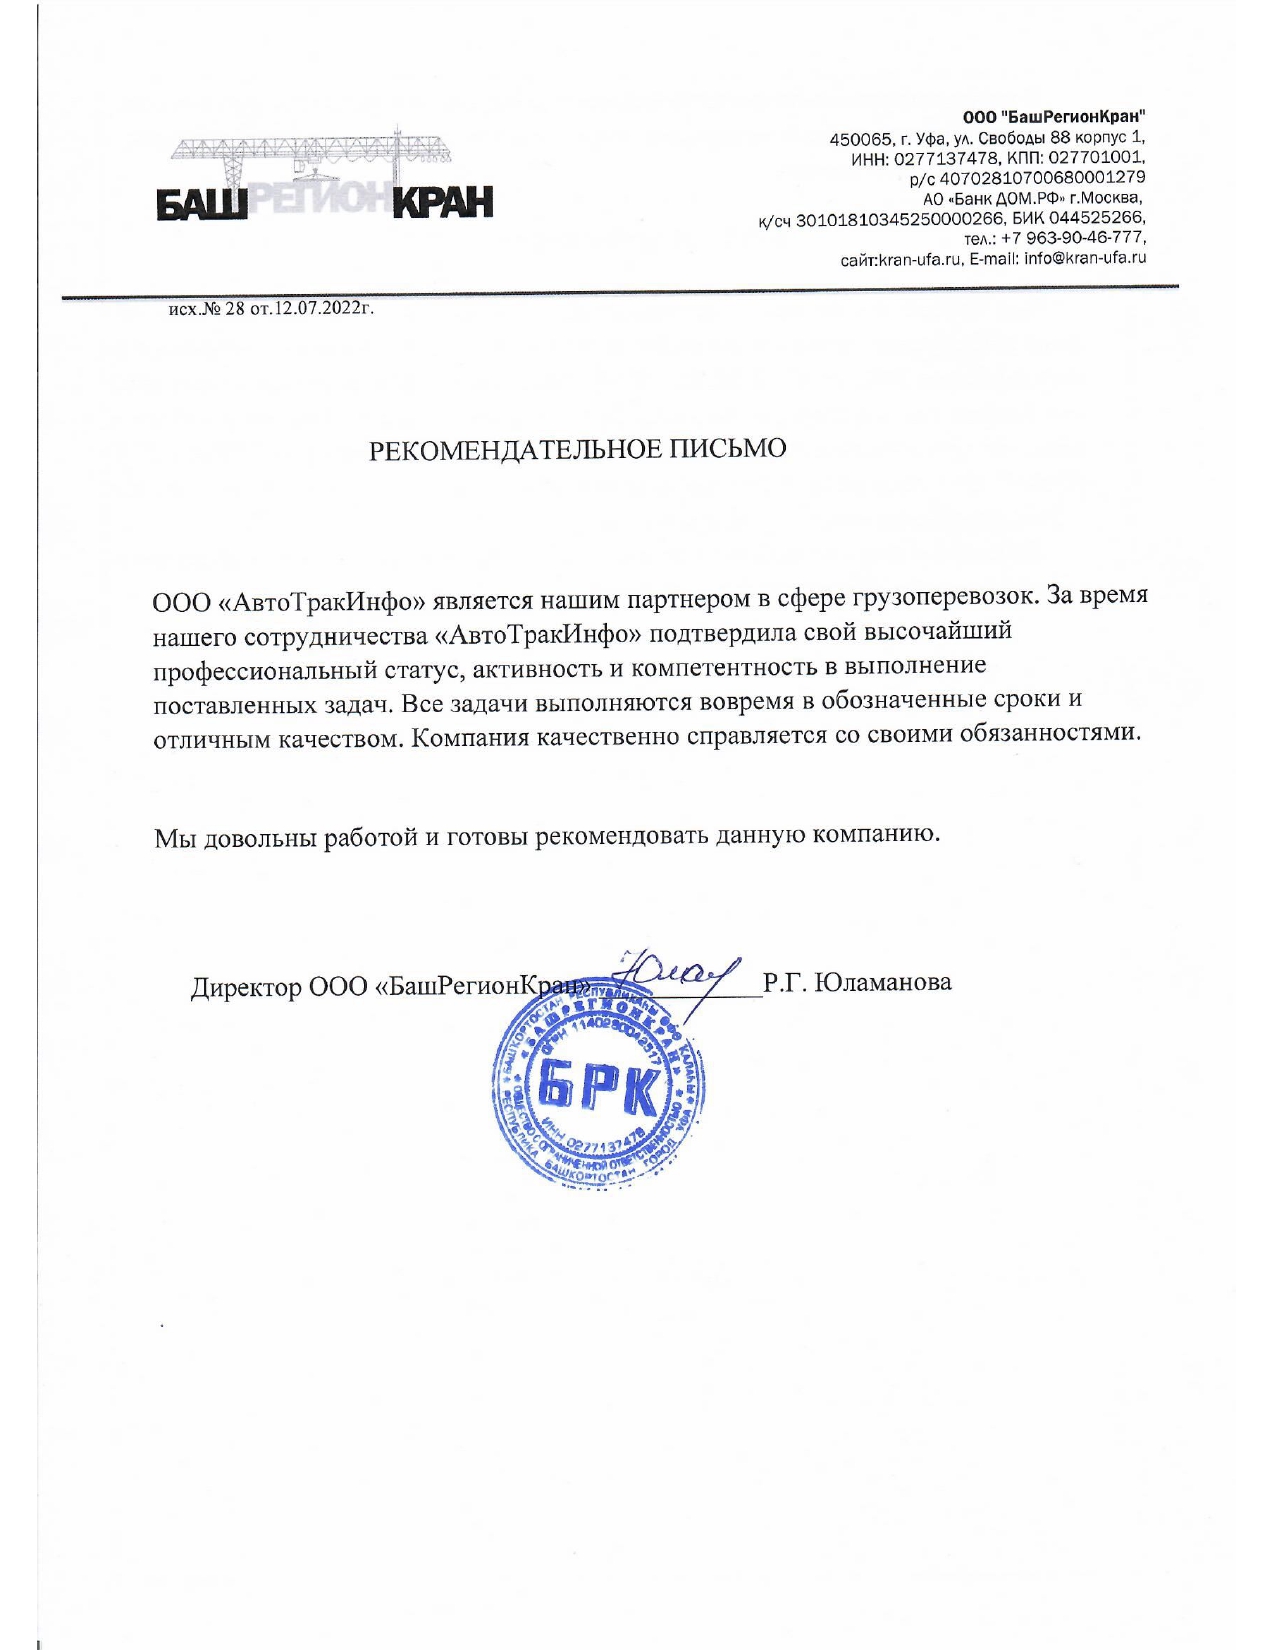 БАШРЕГИОНКРАН
ООО "БашРегионКран"
450065, г. Уфа, ул. Свободы 88 корпус 1,
ИНН: 0277137478, КПП: 027701001,
р/с 40702810700680001279
АО «Банк ДОМ.РФ» г.Москва,
к/сч 30101810345250000266, БИК 044525266,
тел.: +7 963-90-46-777,
сайт:kran-ufa.ru, E-mail: info@kran-ufa.ru
исх.№ 28 от.12.07.2022г.
РЕКОМЕНДАТЕЛЬНОЕ ПИСЬМО
ООО «АвтоТракИнфо» является нашим партнером в сфере грузоперевозок. За время
нашего сотрудничества «АвтоТракИнфо» подтвердила свой высочайший
профессиональный статус, активность и компетентность в выполнение
поставленных задач. Все задачи выполняются вовремя в обозначенные сроки и
отличным качеством. Компания качественно справляется со своими обязанностями.
Мы довольны работой и готовы рекомендовать данную компанию.
Директор ООО «БашРегионКран» ____________Р.Г. Юламанова
БАШКОРТОСТАН РЕСПУБЛИКАҺЫ ӨФӨ ҠАЛАҺЫ
РЕСПУБЛИКА БАШКОРТОСТАН ГОРОД УФА
«БАШРЕГИОНКРАН»
ОБЩЕСТВО С ОГРАНИЧЕННОЙ ОТВЕТСТВЕННОСТЬЮ
ОГРН
БРК
ИНН 0277137478